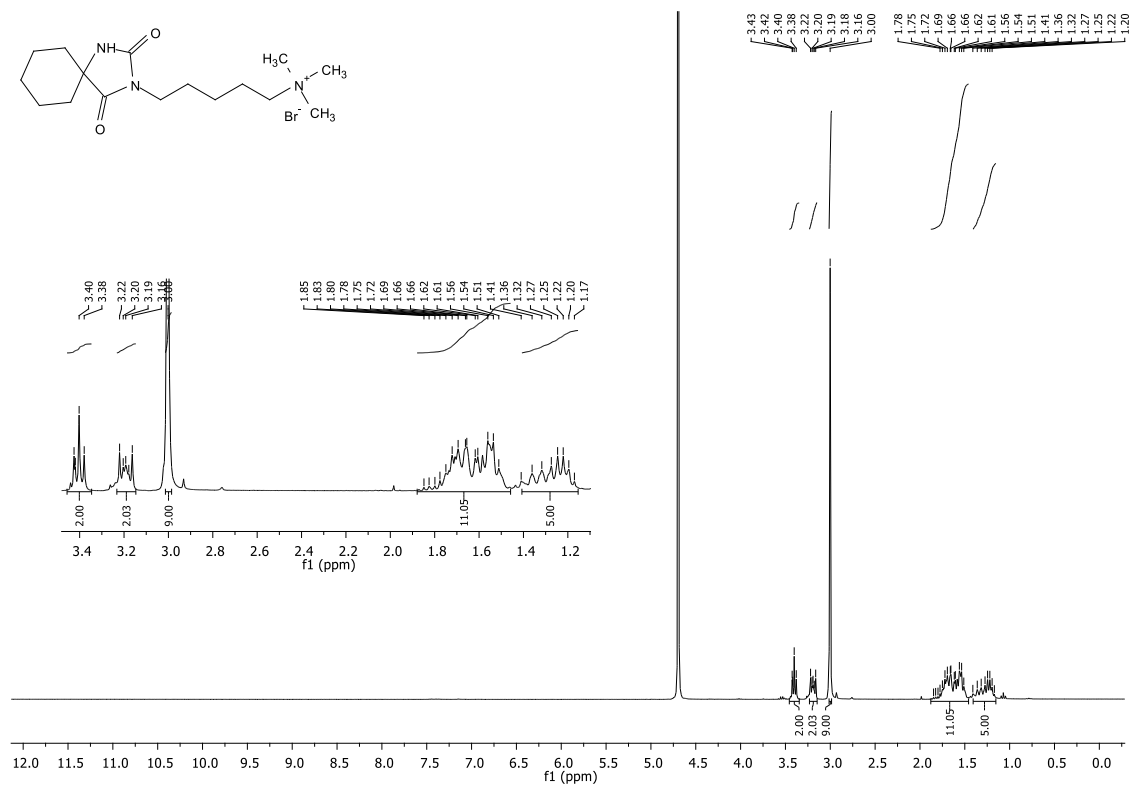 3.43 3.42 3.40 3.38 3.22 3.20 3.19 3.18 3.16 3.00
1.78 1.75 1.72 1.69 1.66 1.66 1.62 1.61 1.56 1.54 1.51 1.41 1.36 1.32 1.27 1.25 1.22 1.20
NH
O
N
O
H₃C
CH₃
N⁺
CH₃
Br⁻
3.40 3.38 3.22 3.20 3.19 3.16 3.00
1.85 1.83 1.80 1.78 1.75 1.72 1.69 1.66 1.66 1.62 1.61 1.56 1.54 1.51 1.41 1.36 1.32 1.27 1.25 1.22 1.20 1.17
2.00 2.03 9.00 11.05 5.00
3.4 3.2 3.0 2.8 2.6 2.4 2.2 2.0 1.8 1.6 1.4 1.2
f1 (ppm)
2.00 2.03 9.00 11.05 5.00
12.0 11.5 11.0 10.5 10.0 9.5 9.0 8.5 8.0 7.5 7.0 6.5 6.0 5.5 5.0 4.5 4.0 3.5 3.0 2.5 2.0 1.5 1.0 0.5 0.0
f1 (ppm)